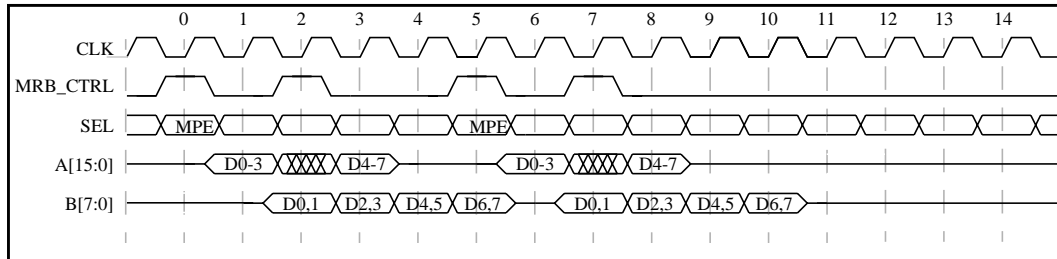 0 1 2 3 4 5 6 7 8 9 10 11 12 13 14
CLK
MRB_CTRL
SEL MPE MPE
A[15:0] D0-3 D4-7 D0-3 D4-7
B[7:0] D0,1 D2,3 D4,5 D6,7 D0,1 D2,3 D4,5 D6,7